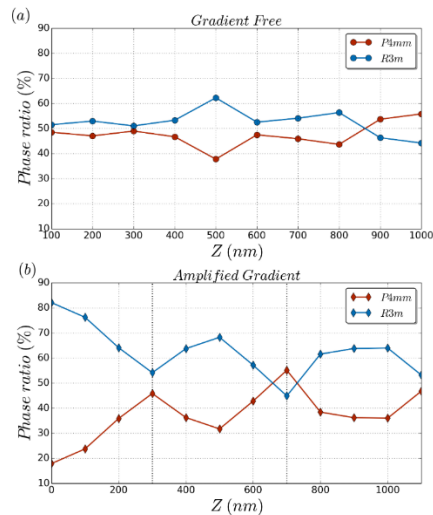 (a)
Gradient Free
Phase ratio (%)
90
80
70
60
50
40
30
20
10
P4mm
R3m
100 200 300 400 500 600 700 800 900 1000
Z (nm)
(b)
Amplified Gradient
Phase ratio (%)
90
80
70
60
50
40
30
20
10
P4mm
R3m
0 200 400 600 800 1000
Z (nm)